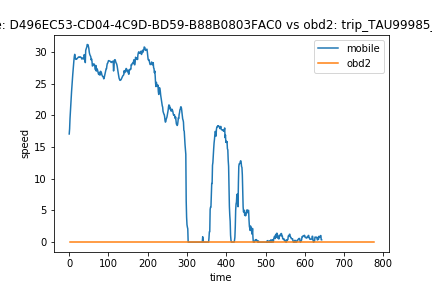 e: D496EC53-CD04-4C9D-BD59-B88B0803FAC0 vs obd2: trip_TAU99985_
30
25
20
15
10
5
0
speed
mobile
obd2
0 100 200 300 400 500 600 700 800
time